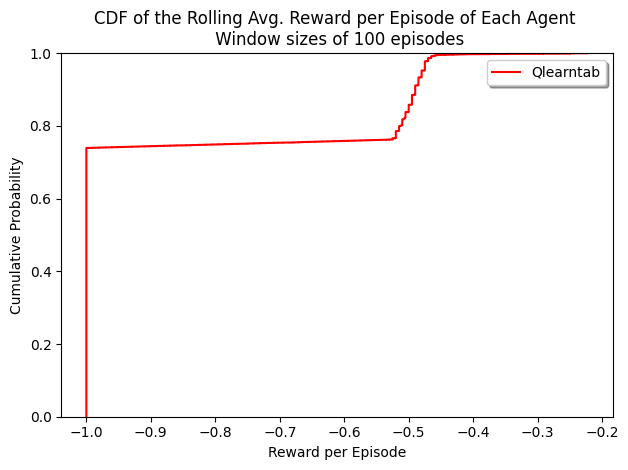 CDF of the Rolling Avg. Reward per Episode of Each Agent
Window sizes of 100 episodes
Qlearntab
1.0
0.8
0.6
0.4
0.2
0.0
Cumulative Probability
−1.0 −0.9 −0.8 −0.7 −0.6 −0.5 −0.4 −0.3 −0.2
Reward per Episode